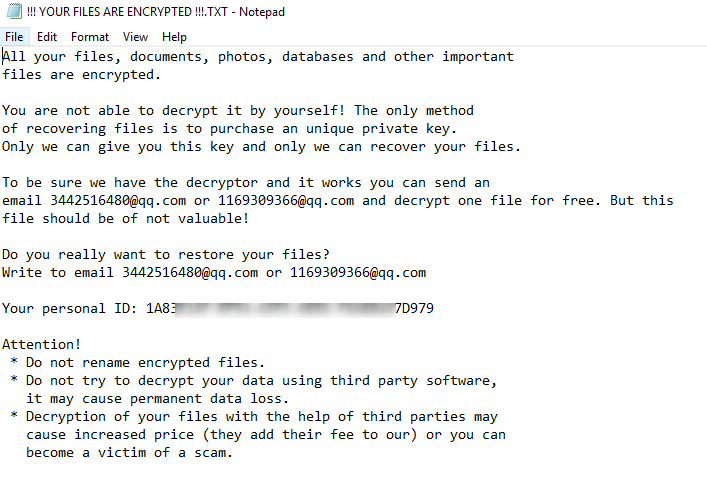 !!! YOUR FILES ARE ENCRYPTED !!!.TXT - Notepad
File Edit Format View Help
All your files, documents, photos, databases and other important
files are encrypted.
You are not able to decrypt it by yourself! The only method
of recovering files is to purchase an unique private key.
Only we can give you this key and only we can recover your files.
To be sure we have the decryptor and it works you can send an
email 3442516480@qq.com or 1169309366@qq.com and decrypt one file for free. But this
file should be of not valuable!
Do you really want to restore your files?
Write to email 3442516480@qq.com or 1169309366@qq.com
Your personal ID: 1A83 7D979
Attention!
* Do not rename encrypted files.
* Do not try to decrypt your data using third party software,
it may cause permanent data loss.
* Decryption of your files with the help of third parties may
cause increased price (they add their fee to our) or you can
become a victim of a scam.